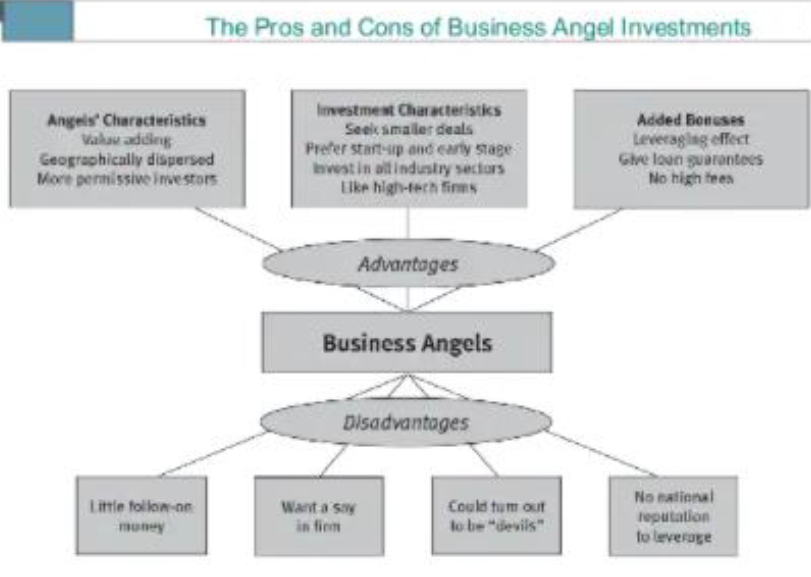 The Pros and Cons of Business Angel Investments
Angels' Characteristics
Value adding
Geographically dispersed
More permissive investors
Investment Characteristics
Seek smaller deals
Prefer start-up and early stage
Invest in all industry sectors
Like high-tech firms
Added Bonuses
Leveraging effect
Give loan guarantees
No high fees
Advantages
Business Angels
Disadvantages
Little follow-on
money
Want a say
in firm
Could turn out
to be "devils"
No national
reputation
to leverage